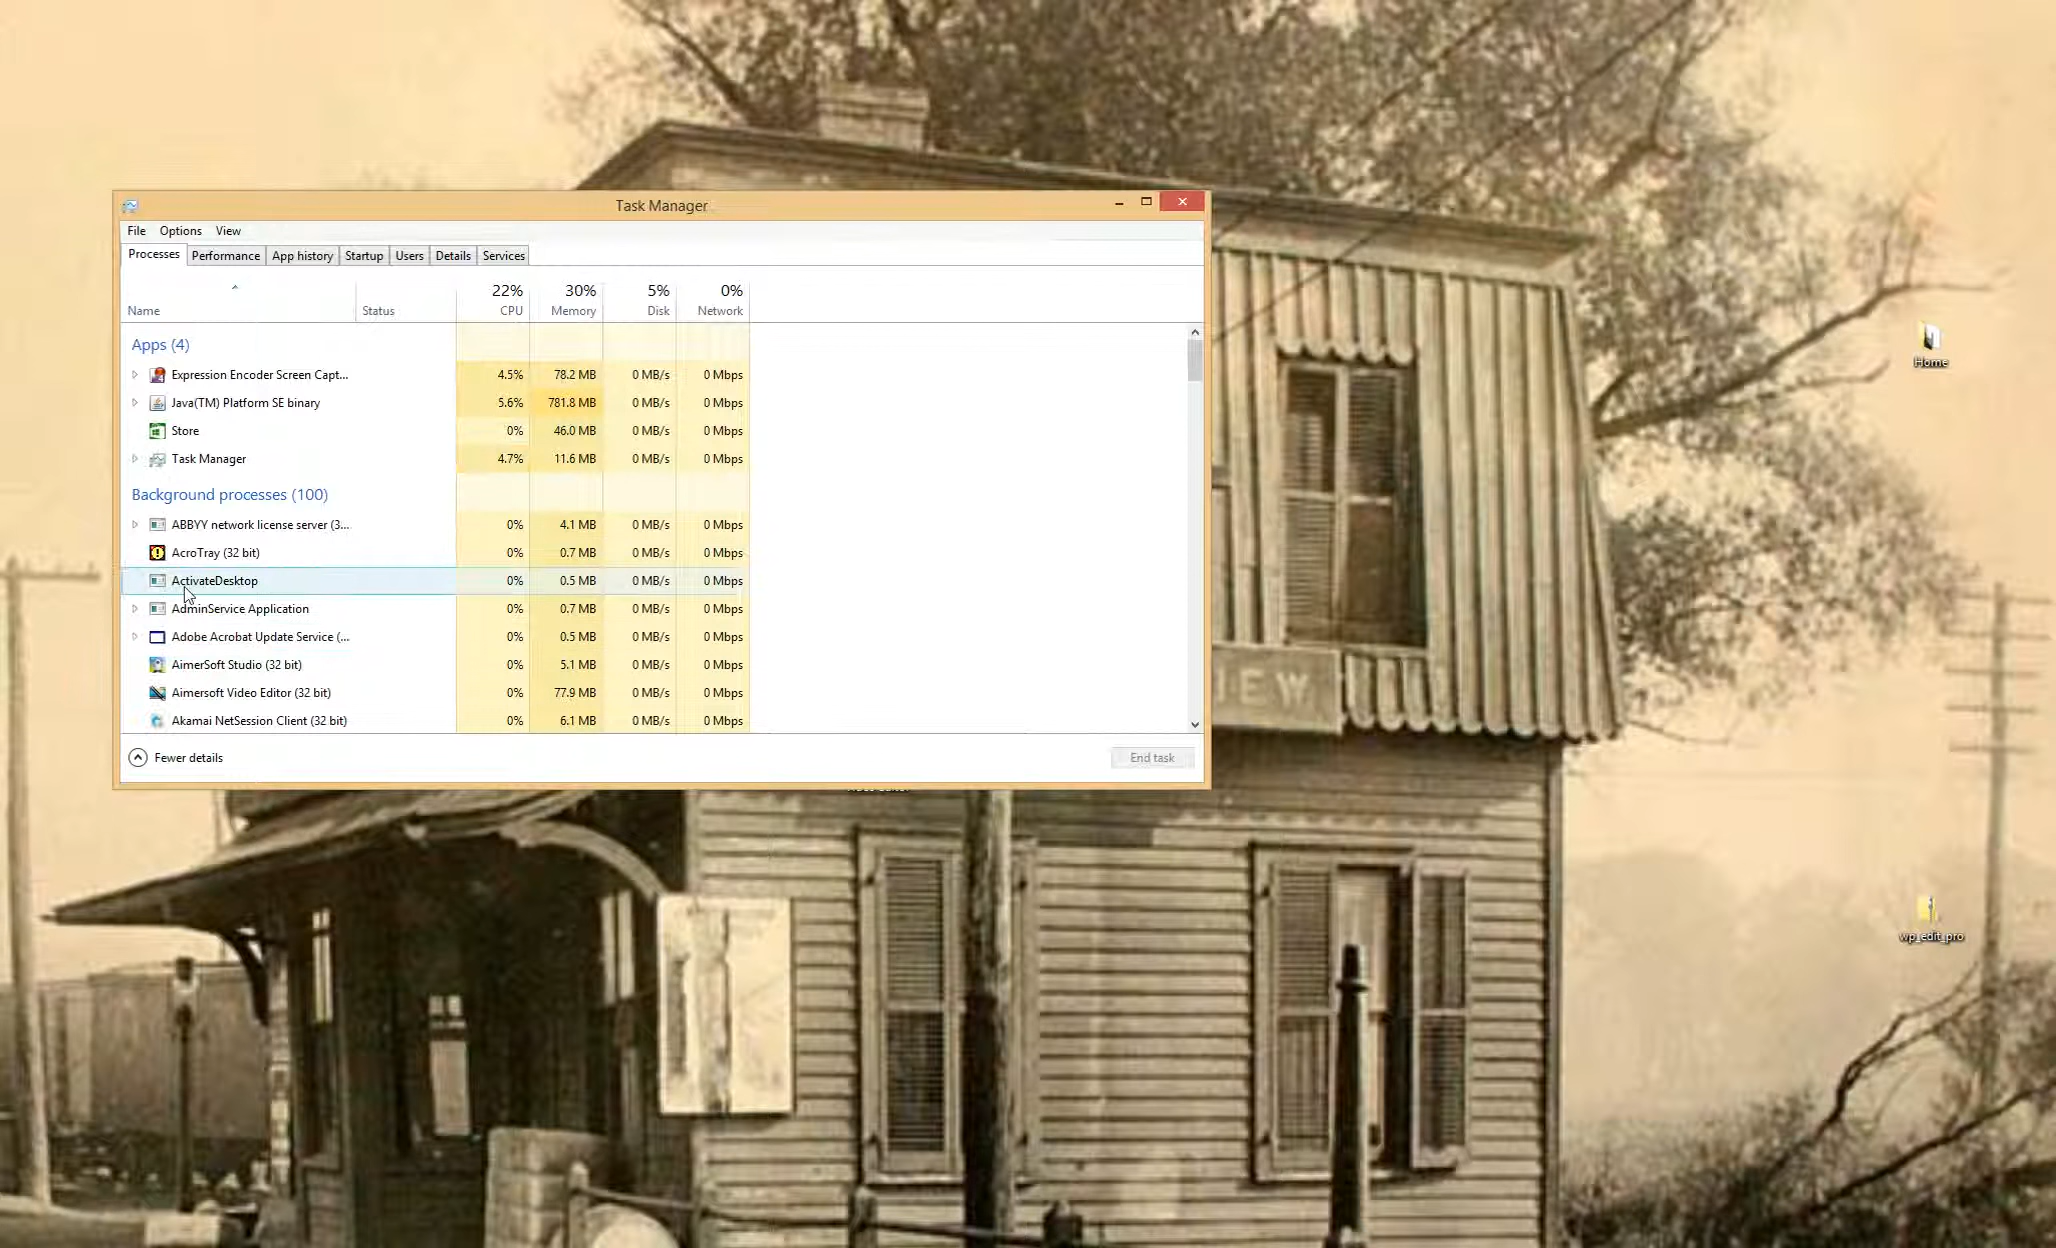 Task Manager
File Options View
Processes Performance App history Startup Users Details Services
22% 30% 5% 0%
Name Status CPU Memory Disk Network
Apps (4)
Expression Encoder Screen Capt... 4.5% 78.2 MB 0 MB/s 0 Mbps
Java(TM) Platform SE binary 5.6% 781.8 MB 0 MB/s 0 Mbps
Store 0% 46.0 MB 0 MB/s 0 Mbps
Task Manager 4.7% 11.6 MB 0 MB/s 0 Mbps
Background processes (100)
ABBYY network license server (3... 0% 4.1 MB 0 MB/s 0 Mbps
AcroTray (32 bit) 0% 0.7 MB 0 MB/s 0 Mbps
ActivateDesktop 0% 0.5 MB 0 MB/s 0 Mbps
AdminService Application 0% 0.7 MB 0 MB/s 0 Mbps
Adobe Acrobat Update Service (... 0% 0.5 MB 0 MB/s 0 Mbps
AimerSoft Studio (32 bit) 0% 5.1 MB 0 MB/s 0 Mbps
Aimersoft Video Editor (32 bit) 0% 77.9 MB 0 MB/s 0 Mbps
Akamai NetSession Client (32 bit) 0% 6.1 MB 0 MB/s 0 Mbps
Fewer details End task
Home
IEW
wp_edit_pro